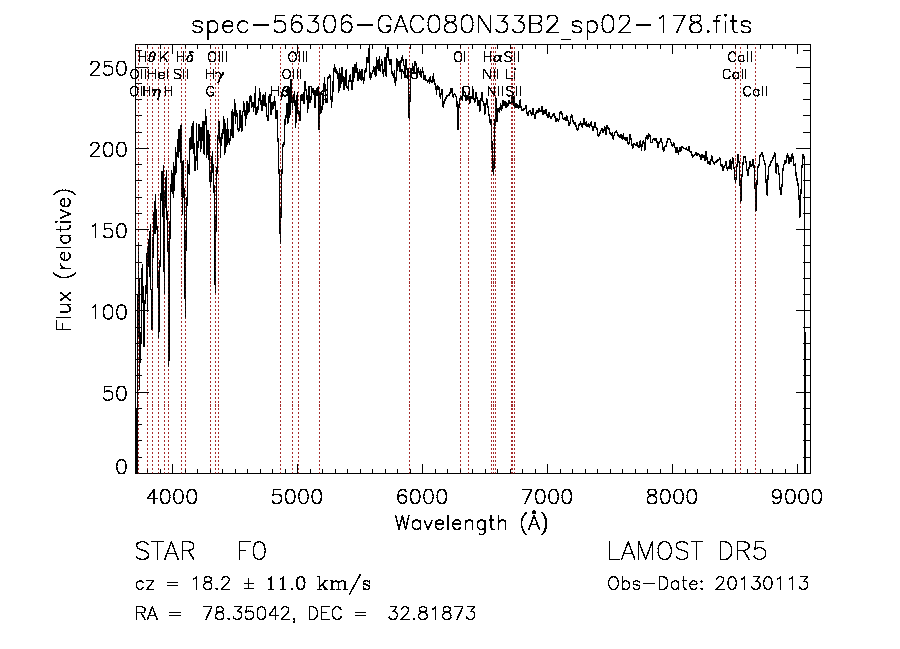 spec-56306-GAC080N33B2_sp02-178.fits
Hθ K Hδ OIII OIII OI Hα SII CaII
OII HeI SII Hγ OIII NII Li CaII
OII Hη H G Hβ NII SII CaII
250
200
150
100
50
0
Flux (relative)
4000 5000 6000 7000 8000 9000
Wavelength (Å)
STAR F0 LAMOST DR5
cz = 18.2 ± 11.0 km/s Obs-Date: 20130113
RA = 78.35042, DEC = 32.81873